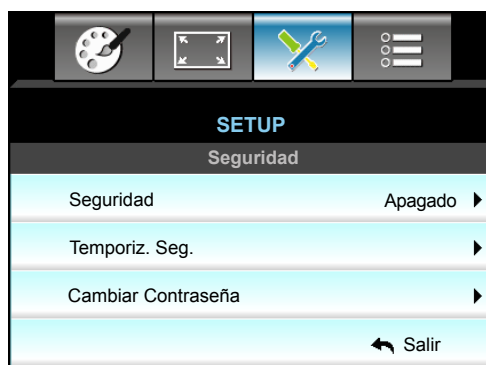 SETUP
Seguridad
Seguridad Apagado
Temporiz. Seg.
Cambiar Contraseña
Salir